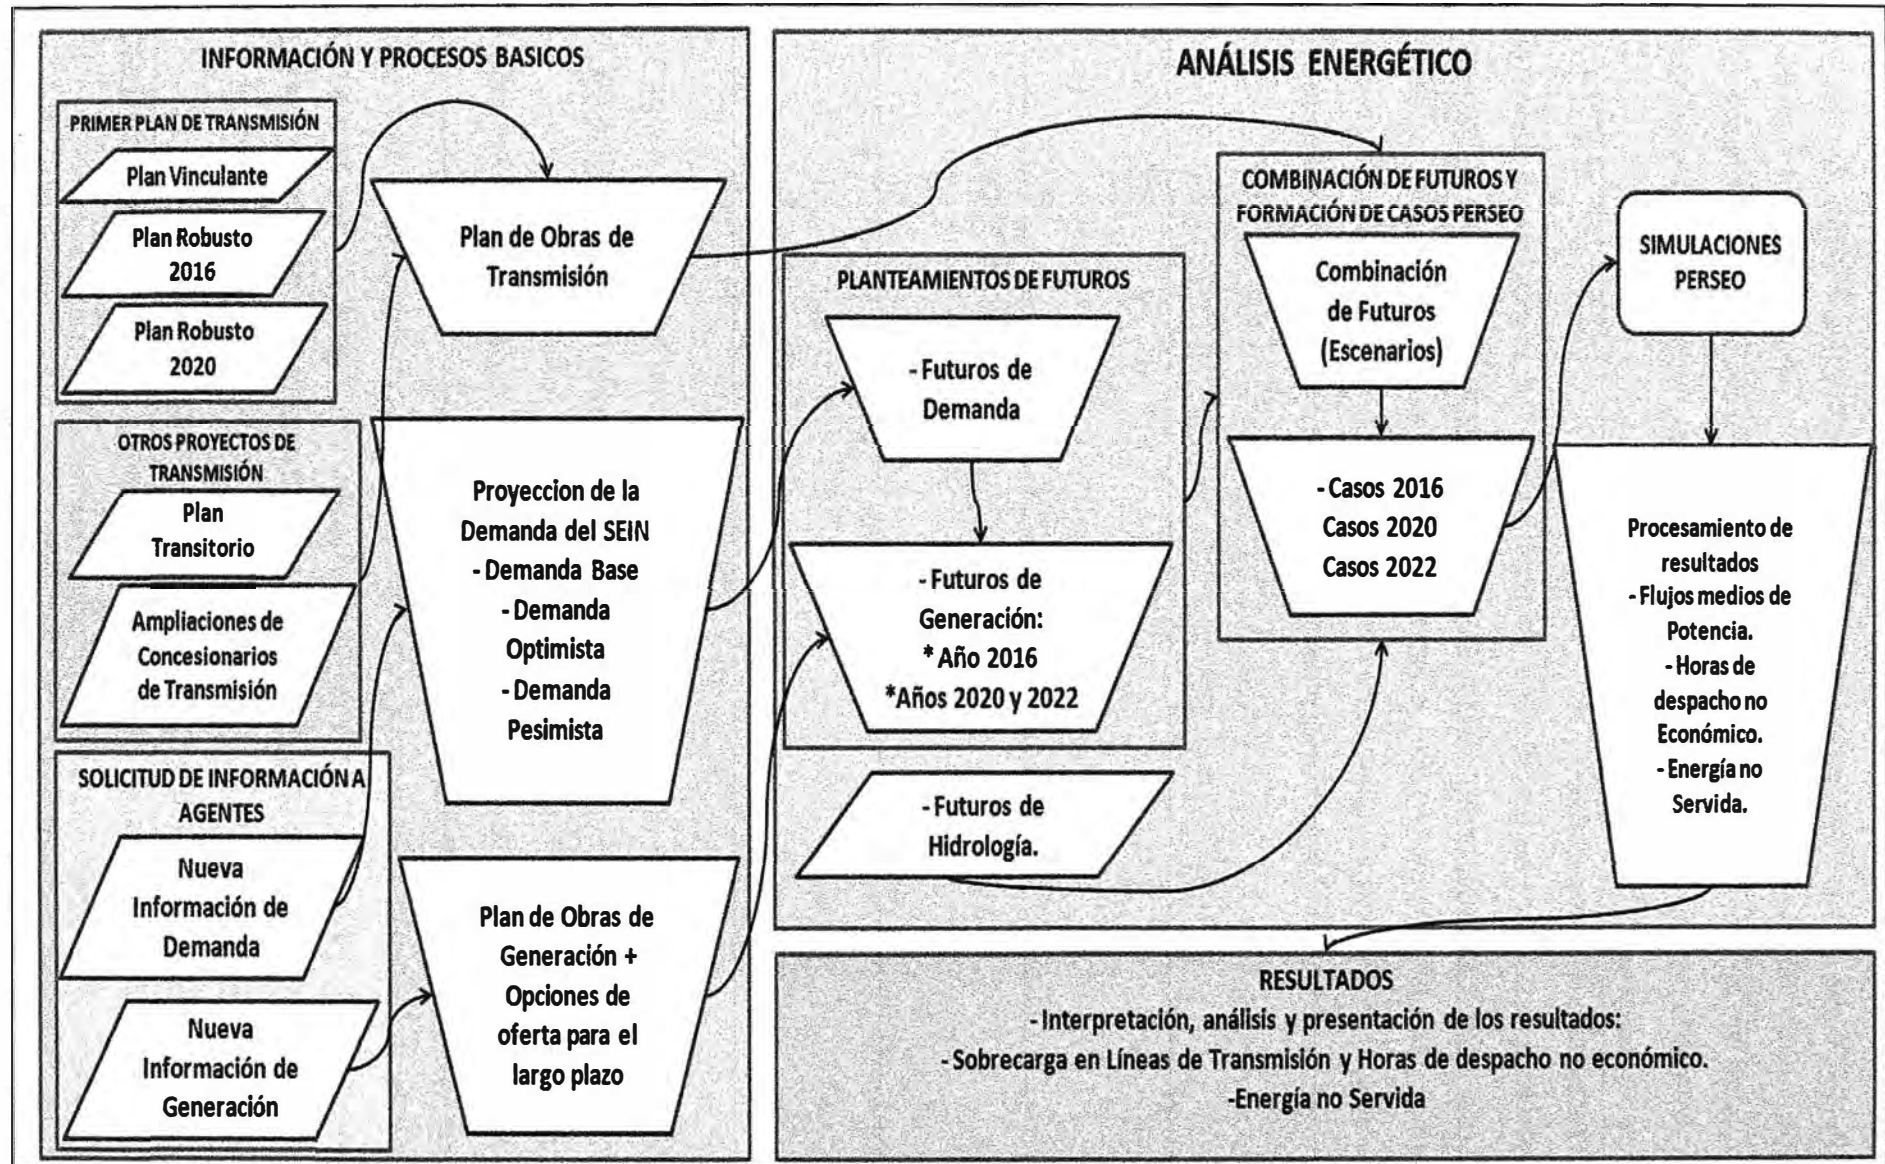 INFORMACIÓN Y PROCESOS BASICOS
PRIMER PLAN DE TRANSMISIÓN
Plan Vinculante
Plan Robusto
2016
Plan Robusto
2020
OTROS PROYECTOS DE
TRANSMISIÓN
Plan
Transitorio
Ampliaciones de
Concesionarios
de Transmisión
SOLICITUD DE INFORMACIÓN A
AGENTES
Nueva
Información de
Demanda
Nueva
Información de
Generación
Plan de Obras de
Transmisión
Proyeccion de la
Demanda del SEIN
- Demanda Base
- Demanda
Optimista
- Demanda
Pesimista
Plan de Obras de
Generación +
Opciones de
oferta para el
largo plazo
ANÁLISIS ENERGÉTICO
PLANTEAMIENTOS DE FUTUROS
- Futuros de
Demanda
- Futuros de
Generación:
* Año 2016
*Años 2020 y 2022
- Futuros de
Hidrología.
COMBINACIÓN DE FUTUROS Y
FORMACIÓN DE CASOS PERSEO
Combinación
de Futuros
(Escenarios)
- Casos 2016
Casos 2020
Casos 2022
SIMULACIONES
PERSEO
Procesamiento de
resultados
- Flujos medios de
Potencia.
- Horas de
despacho no
Económico.
- Energía no
Servida.
RESULTADOS
- Interpretación, análisis y presentación de los resultados:
- Sobrecarga en Líneas de Transmisión y Horas de despacho no económico.
-Energía no Servida